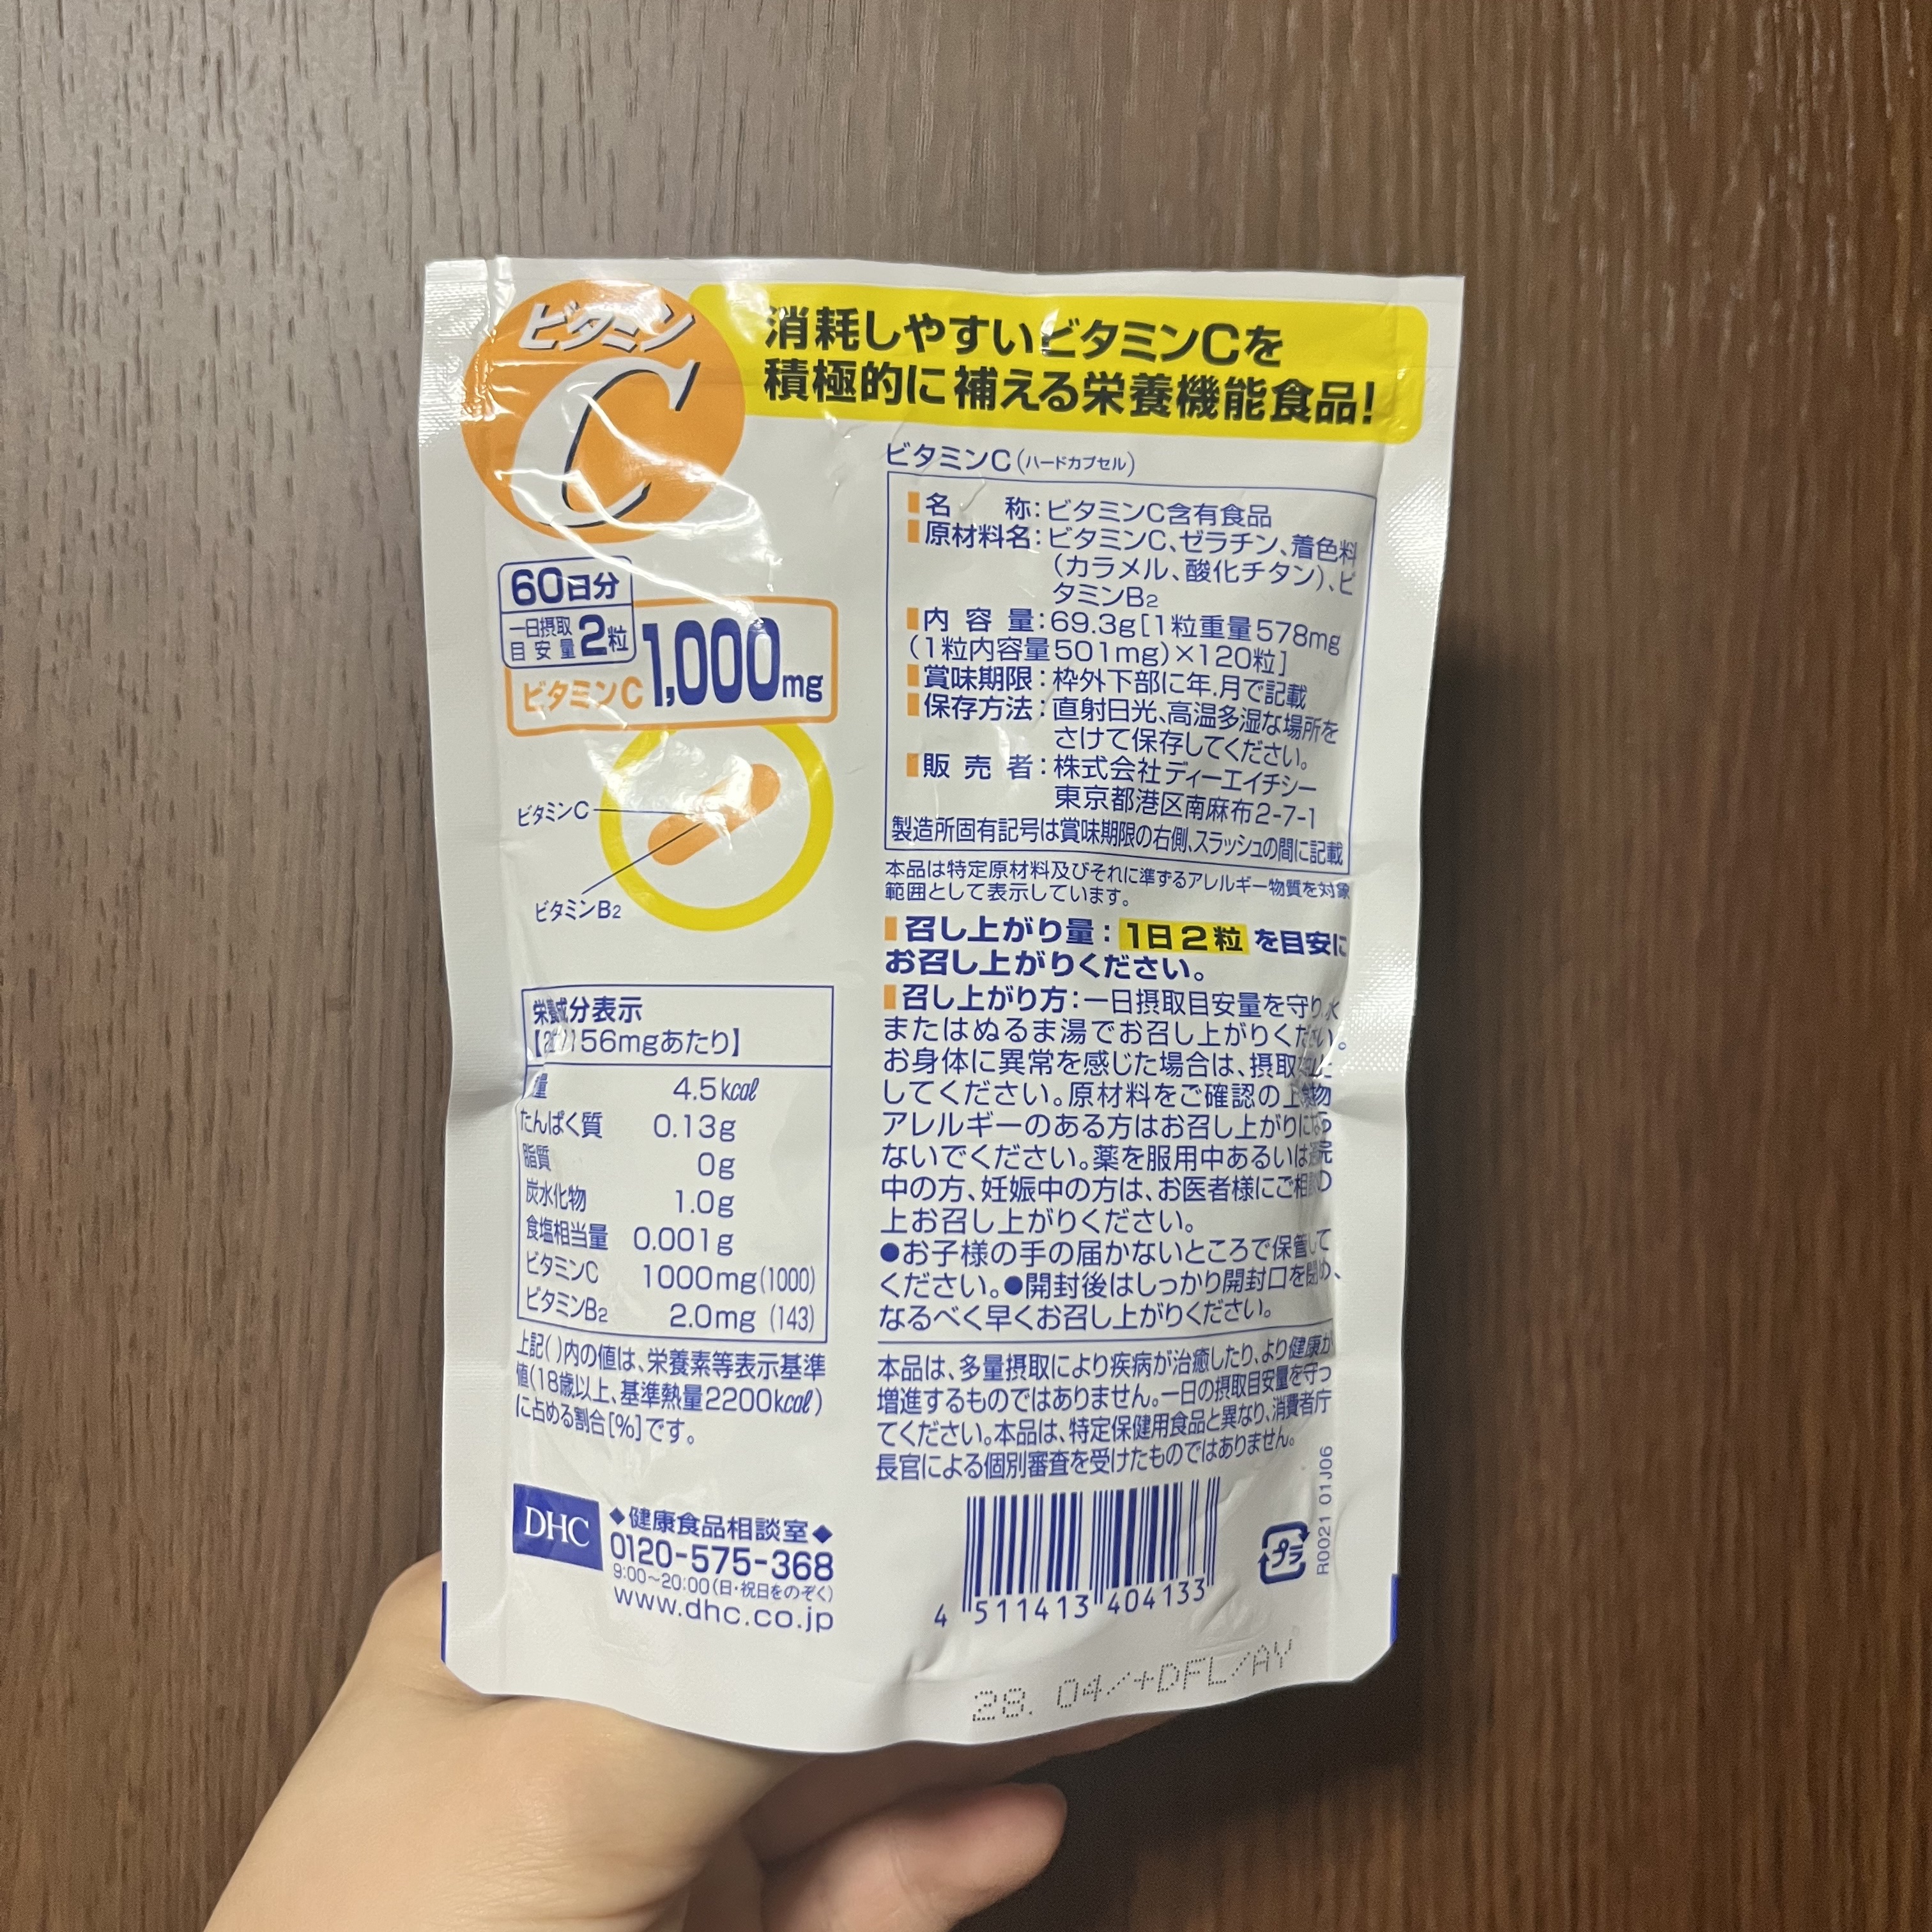 ビタミン
C
消耗しやすいビタミンCを
積極的に補える栄養機能食品!
60日分
一日摂取
目安量2粒
ビタミンC 1,000mg
ビタミンC
ビタミンB2
栄養成分表示
56mgあたり】
量 4.5kcal
たんぱく質 0.13g
脂質 0g
炭水化物 1.0g
食塩相当量 0.001g
ビタミンC 1000mg(1000)
ビタミンB2 2.0mg (143)
上記( )内の値は、栄養素等表示基準
値(18歳以上、基準熱量2200kcal)
に占める割合[%]です。
DHC
◆健康食品相談室◆
0120-575-368
9:00〜20:00(日・祝日をのぞく)
www.dhc.co.jp
ビタミンC(ハードカプセル)
名 称:ビタミンC含有食品
原材料名:ビタミンC、ゼラチン、着色料
(カラメル、酸化チタン)、ビ
タミンB2
内 容 量:69.3g[1粒重量578mg
(1粒内容量501mg)×120粒]
賞味期限:枠外下部に年.月で記載
保存方法:直射日光、高温多湿な場所を
さけて保存してください。
販 売 者:株式会社ディーエイチシー
東京都港区南麻布2-7-1
製造所固有記号は賞味期限の右側、スラッシュの間に記載
本品は特定原材料及びそれに準ずるアレルギー物質を対象
範囲として表示しています。
召し上がり量:1日2粒を目安に
お召し上がりください。
召し上がり方:一日摂取目安量を守り、水
またはぬるま湯でお召し上がりください。
お身体に異常を感じた場合は、摂取を中止
してください。原材料をご確認の上、食物
アレルギーのある方はお召し上がりになら
ないでください。薬を服用中あるいは通院
中の方、妊娠中の方は、お医者様にご相談の
上お召し上がりください。
●お子様の手の届かないところで保管して
ください。●開封後はしっかり開封口を閉め、
なるべく早くお召し上がりください。
本品は、多量摂取により疾病が治癒したり、より健康が
増進するものではありません。一日の摂取目安量を守っ
てください。本品は、特定保健用食品と異なり、消費者庁
長官による個別審査を受けたものではありません。
4 511413 404133
プラ
R0021 01J06
28. 04/+DFL/AY